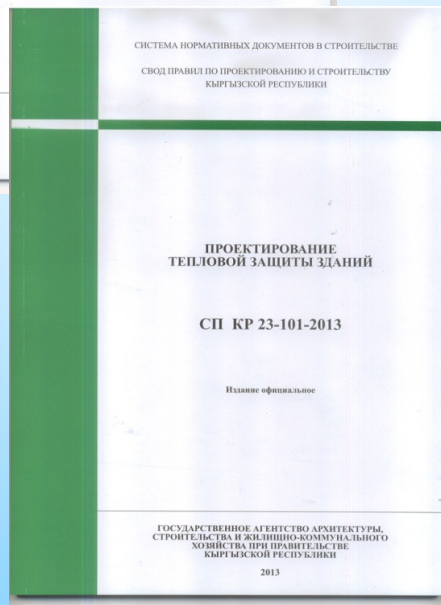 СИСТЕМА НОРМАТИВНЫХ ДОКУМЕНТОВ В СТРОИТЕЛЬСТВЕ
СВОД ПРАВИЛ ПО ПРОЕКТИРОВАНИЮ И СТРОИТЕЛЬСТВУ
КЫРГЫЗСКОЙ РЕСПУБЛИКИ
ПРОЕКТИРОВАНИЕ
ТЕПЛОВОЙ ЗАЩИТЫ ЗДАНИЙ
СП КР 23-101-2013
Издание официальное
ГОСУДАРСТВЕННОЕ АГЕНТСТВО АРХИТЕКТУРЫ,
СТРОИТЕЛЬСТВА И ЖИЛИЩНО-КОММУНАЛЬНОГО
ХОЗЯЙСТВА ПРИ ПРАВИТЕЛЬСТВЕ
КЫРГЫЗСКОЙ РЕСПУБЛИКИ
2013